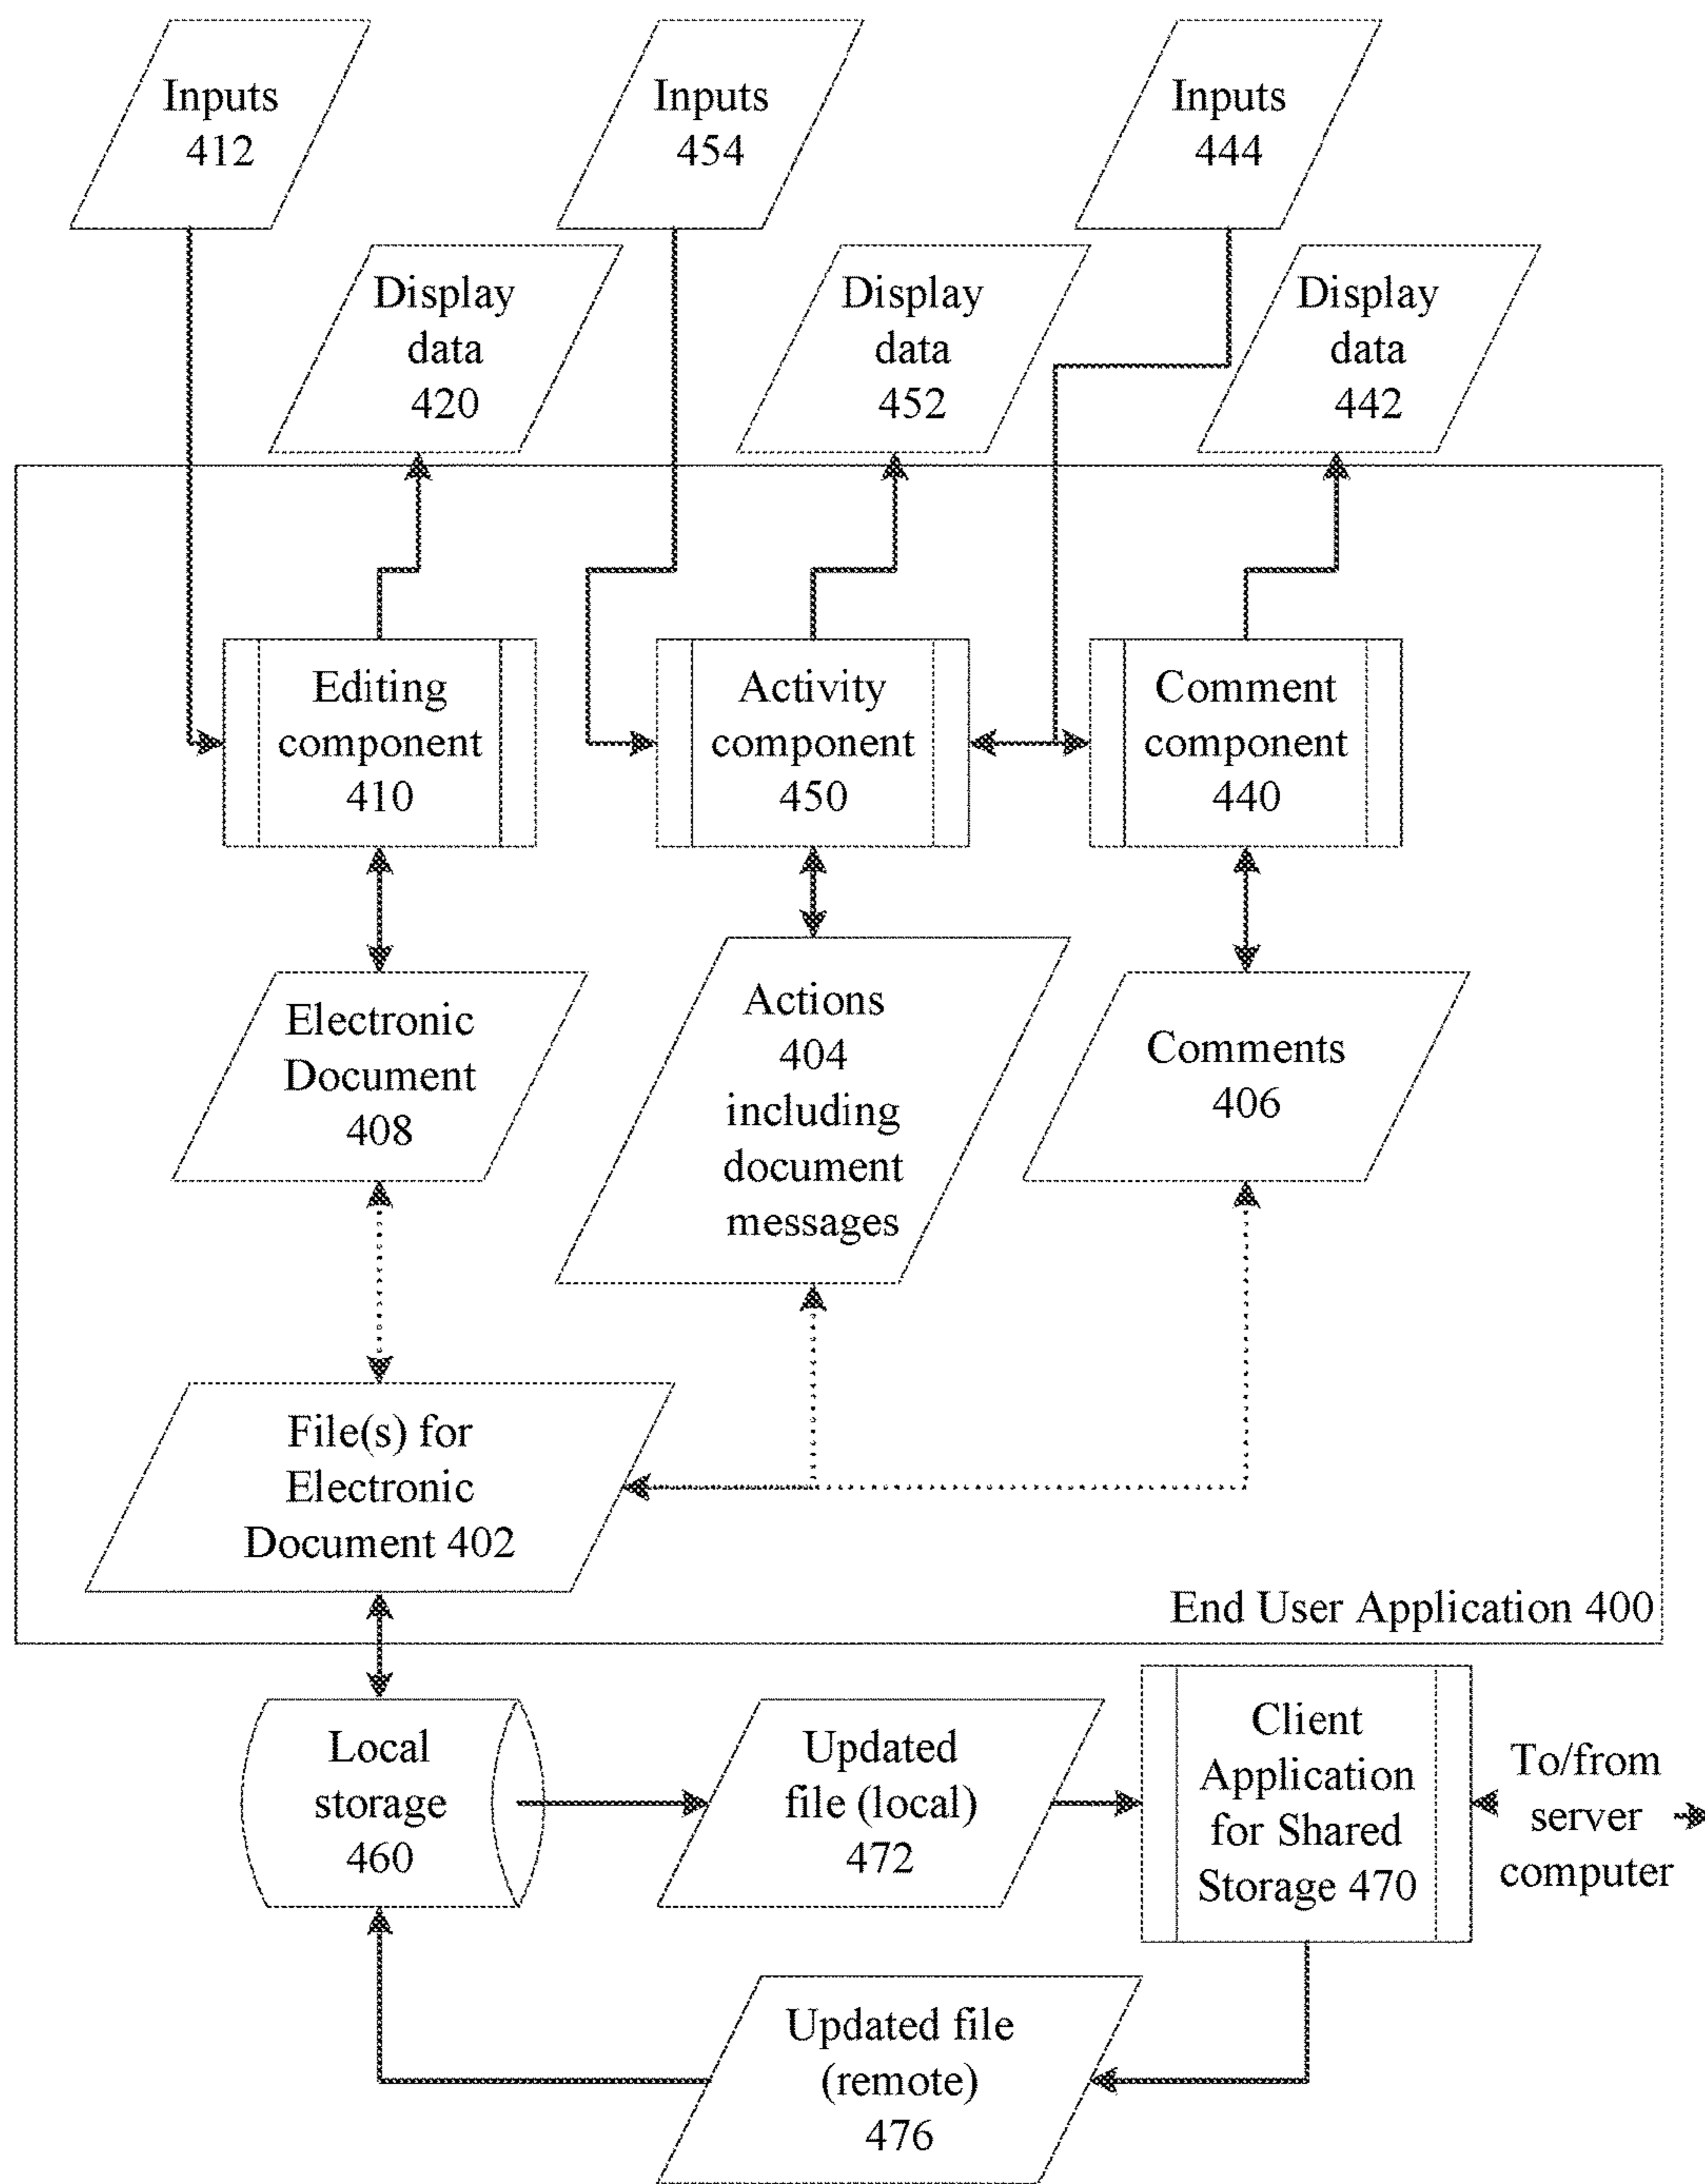 Inputs
412
Inputs
454
Inputs
444
Display
data
420
Display
data
452
Display
data
442
Editing
component
410
Activity
component
450
Comment
component
440
Electronic
Document
408
Actions
404
including
document
messages
Comments
406
File(s) for
Electronic
Document 402
End User Application 400
Local
storage
460
Updated
file (local)
472
Client
Application
for Shared
Storage 470
To/from
server
computer
Updated file
(remote)
476